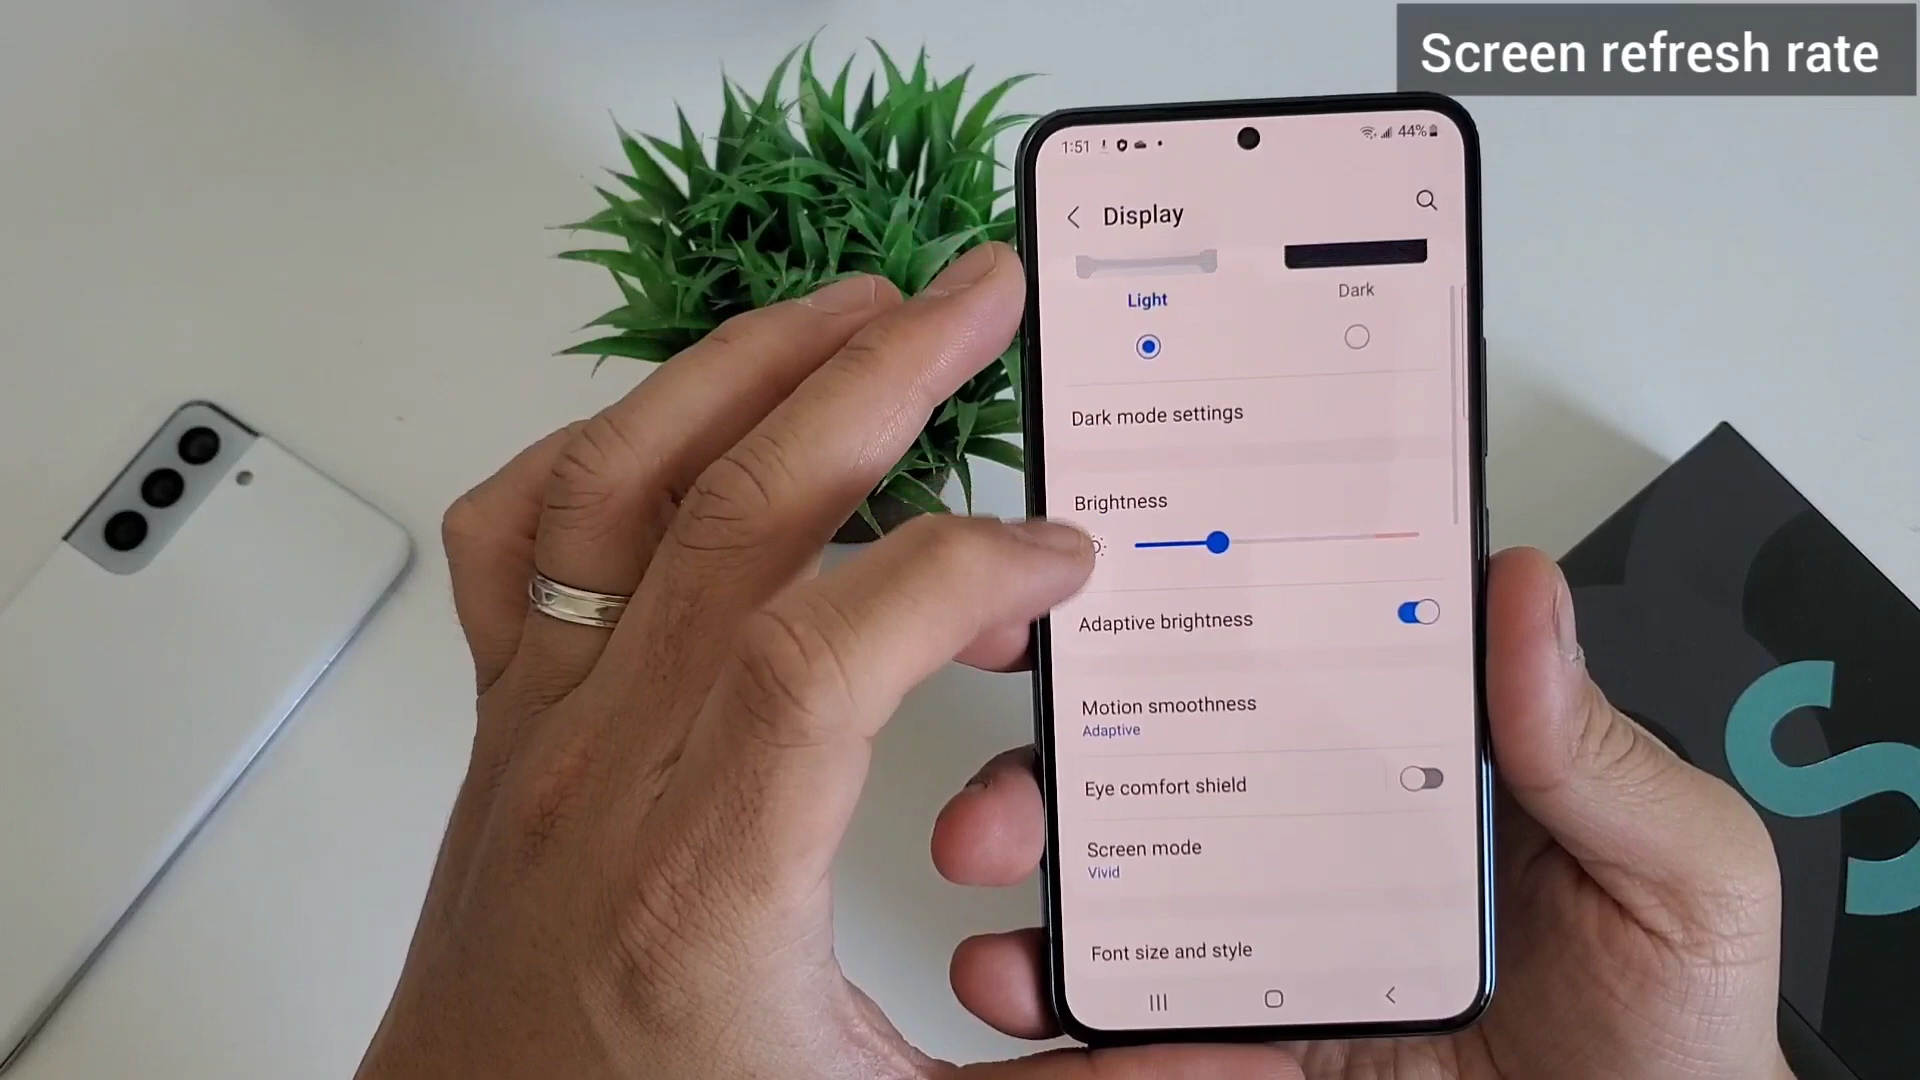 Screen refresh rate
1:51
44%
Display
Light
Dark
Dark mode settings
Brightness
Adaptive brightness
Motion smoothness
Adaptive
Eye comfort shield
Screen mode
Vivid
Font size and style
S